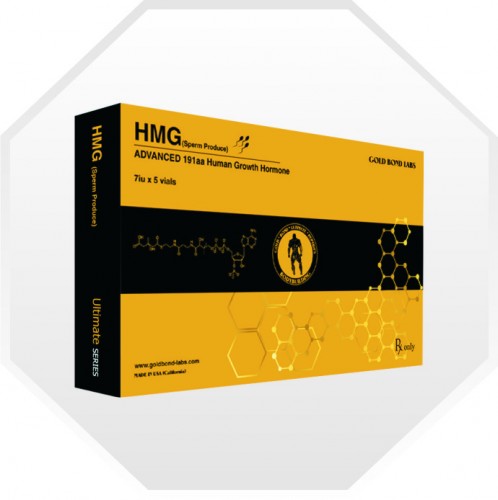 HMG (Sperm Produce)
ADVANCED 191aa Human Growth Hormone
7iu x 5 vials
GOLD BOND LABS
BODYBUILDING
www.goldbond-labs.com
MADE IN USA (California)
Rx only
HMG
(Sperm Produce)
Ultimate SERIES